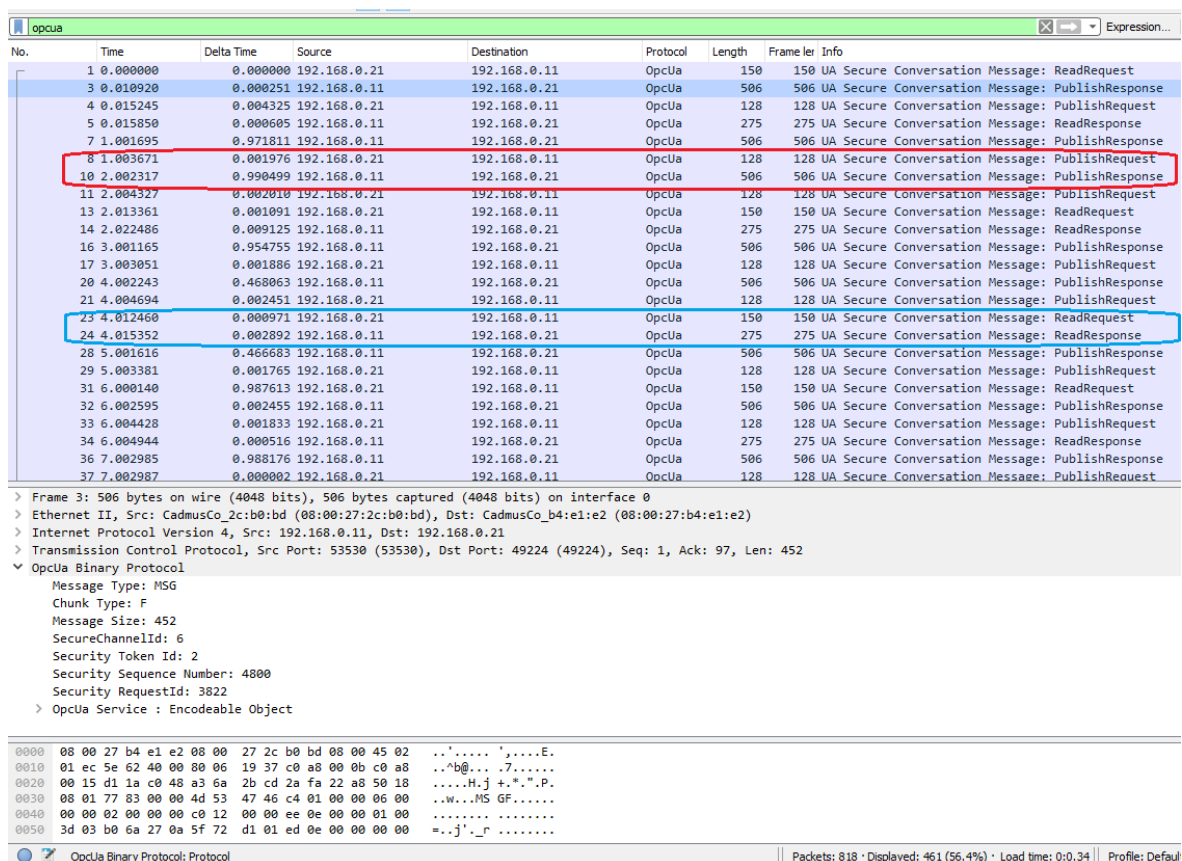 opcua Expression...
No. Time Delta Time Source Destination Protocol Length Frame ler Info
1 0.000000 0.000000 192.168.0.21 192.168.0.11 OpcUa 150 150 UA Secure Conversation Message: ReadRequest
3 0.010920 0.000251 192.168.0.11 192.168.0.21 OpcUa 506 506 UA Secure Conversation Message: PublishResponse
4 0.015245 0.004325 192.168.0.21 192.168.0.11 OpcUa 128 128 UA Secure Conversation Message: PublishRequest
5 0.015850 0.000605 192.168.0.11 192.168.0.21 OpcUa 275 275 UA Secure Conversation Message: ReadResponse
7 1.001695 0.971811 192.168.0.11 192.168.0.21 OpcUa 506 506 UA Secure Conversation Message: PublishResponse
8 1.003671 0.001976 192.168.0.21 192.168.0.11 OpcUa 128 128 UA Secure Conversation Message: PublishRequest
10 2.002317 0.990499 192.168.0.11 192.168.0.21 OpcUa 506 506 UA Secure Conversation Message: PublishResponse
11 2.004327 0.002010 192.168.0.21 192.168.0.11 OpcUa 128 128 UA Secure Conversation Message: PublishRequest
13 2.013361 0.001091 192.168.0.21 192.168.0.11 OpcUa 150 150 UA Secure Conversation Message: ReadRequest
14 2.022486 0.009125 192.168.0.11 192.168.0.21 OpcUa 275 275 UA Secure Conversation Message: ReadResponse
16 3.001165 0.954755 192.168.0.11 192.168.0.21 OpcUa 506 506 UA Secure Conversation Message: PublishResponse
17 3.003051 0.001886 192.168.0.21 192.168.0.11 OpcUa 128 128 UA Secure Conversation Message: PublishRequest
20 4.002243 0.468063 192.168.0.11 192.168.0.21 OpcUa 506 506 UA Secure Conversation Message: PublishResponse
21 4.004694 0.002451 192.168.0.21 192.168.0.11 OpcUa 128 128 UA Secure Conversation Message: PublishRequest
23 4.012460 0.000971 192.168.0.21 192.168.0.11 OpcUa 150 150 UA Secure Conversation Message: ReadRequest
24 4.015352 0.002892 192.168.0.11 192.168.0.21 OpcUa 275 275 UA Secure Conversation Message: ReadResponse
28 5.001616 0.466683 192.168.0.11 192.168.0.21 OpcUa 506 506 UA Secure Conversation Message: PublishResponse
29 5.003381 0.001765 192.168.0.21 192.168.0.11 OpcUa 128 128 UA Secure Conversation Message: PublishRequest
31 6.000140 0.987613 192.168.0.21 192.168.0.11 OpcUa 150 150 UA Secure Conversation Message: ReadRequest
32 6.002595 0.002455 192.168.0.11 192.168.0.21 OpcUa 506 506 UA Secure Conversation Message: PublishResponse
33 6.004428 0.001833 192.168.0.21 192.168.0.11 OpcUa 128 128 UA Secure Conversation Message: PublishRequest
34 6.004944 0.000516 192.168.0.11 192.168.0.21 OpcUa 275 275 UA Secure Conversation Message: ReadResponse
36 7.002985 0.988176 192.168.0.11 192.168.0.21 OpcUa 506 506 UA Secure Conversation Message: PublishResponse
37 7.002987 0.000002 192.168.0.21 192.168.0.11 OpcUa 128 128 UA Secure Conversation Message: PublishRequest
> Frame 3: 506 bytes on wire (4048 bits), 506 bytes captured (4048 bits) on interface 0
> Ethernet II, Src: CadmusCo_2c:b0:bd (08:00:27:2c:b0:bd), Dst: CadmusCo_b4:e1:e2 (08:00:27:b4:e1:e2)
> Internet Protocol Version 4, Src: 192.168.0.11, Dst: 192.168.0.21
> Transmission Control Protocol, Src Port: 53530 (53530), Dst Port: 49224 (49224), Seq: 1, Ack: 97, Len: 452
OpcUa Binary Protocol
Message Type: MSG
Chunk Type: F
Message Size: 452
SecureChannelId: 6
Security Token Id: 2
Security Sequence Number: 4800
Security RequestId: 3822
> OpcUa Service : Encodeable Object
0000 08 00 27 b4 e1 e2 08 00 27 2c b0 bd 08 00 45 02 ..'..... ',....E.
0010 01 ec 5e 62 40 00 80 06 19 37 c0 a8 00 0b c0 a8 ..^b@... .7......
0020 00 15 d1 1a c0 48 a3 6a 2b cd 2a fa 22 a8 50 18 .....H.j +.*.".P.
0030 08 01 77 83 00 00 4d 53 47 46 c4 01 00 00 06 00 ..w...MS GF......
0040 00 00 02 00 00 00 c0 12 00 00 ee 0e 00 00 01 00 ........ ........
0050 3d 03 b0 6a 27 0a 5f 72 d1 01 ed 0e 00 00 00 00 =..j'._r ........
OpcUa Binary Protocol: Protocol Packets: 818 · Displayed: 461 (56.4%) · Load time: 0:0.34 Profile: Defaul